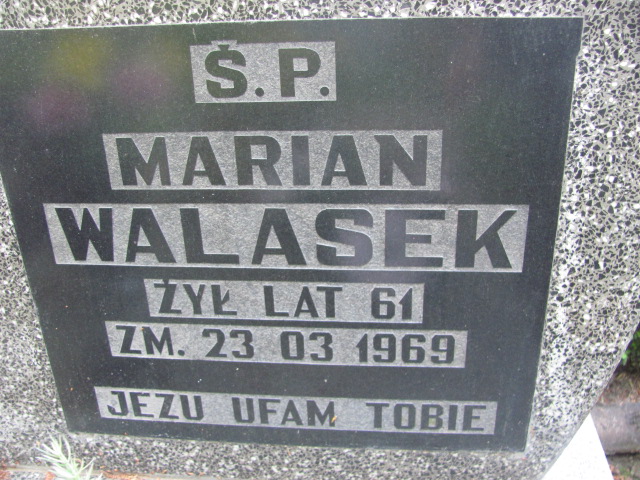 Ś.P.
MARIAN
WALASEK
ŻYŁ LAT 61
ZM. 23 03 1969
JEZU UFAM TOBIE